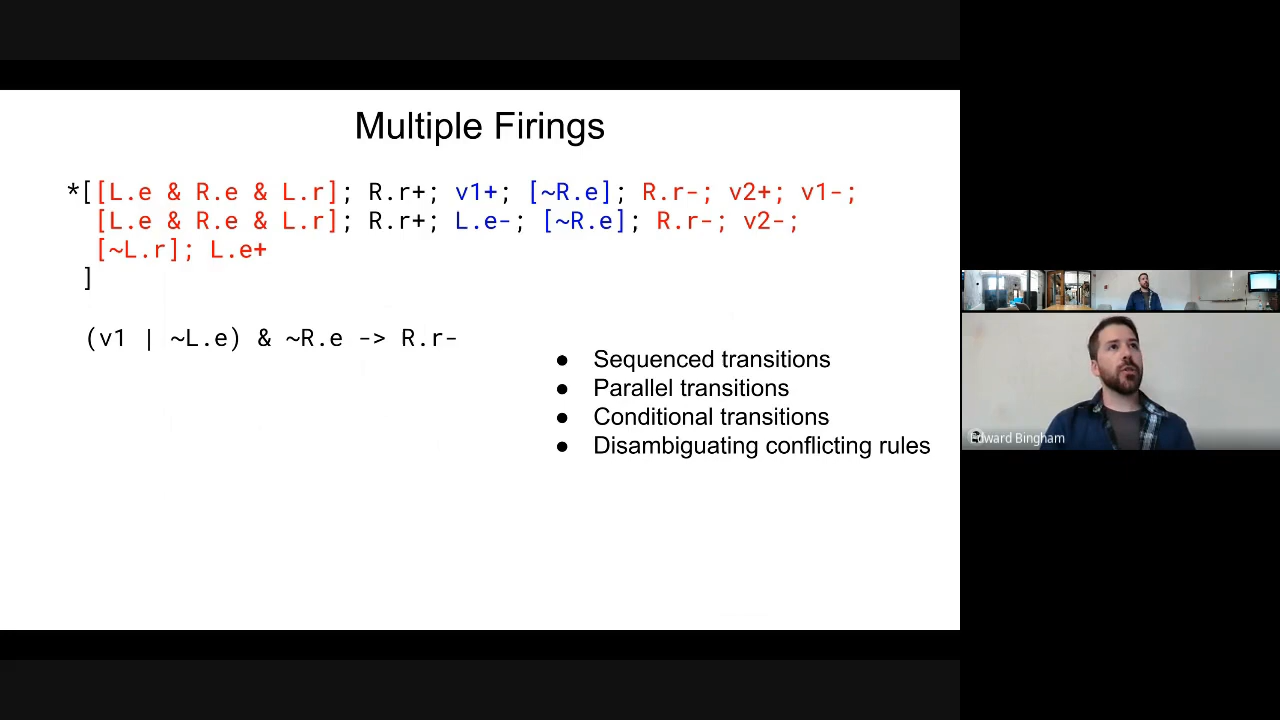 Multiple Firings
*[[L.e & R.e & L.r]; R.r+; v1+; [~R.e]; R.r-; v2+; v1-;
[L.e & R.e & L.r]; R.r+; L.e-; [~R.e]; R.r-; v2-;
[~L.r]; L.e+
]
(v1 | ~L.e) & ~R.e -> R.r-
● Sequenced transitions
● Parallel transitions
● Conditional transitions
● Disambiguating conflicting rules
Edward Bingham